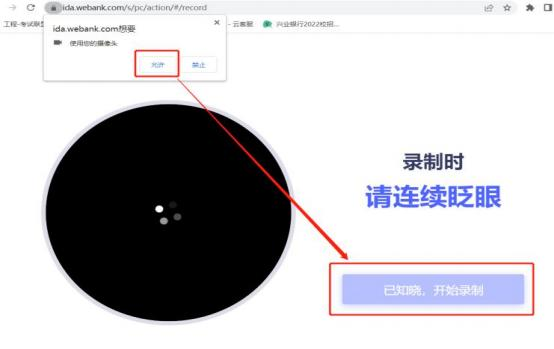 ida.webank.com/s/pc/action/#/record
工程-考试联盟
- 云客服
兴业银行2022校招...
ida.webank.com想要
使用您的摄像头
允许
禁止
录制时
请连续眨眼
已知晓，开始录制